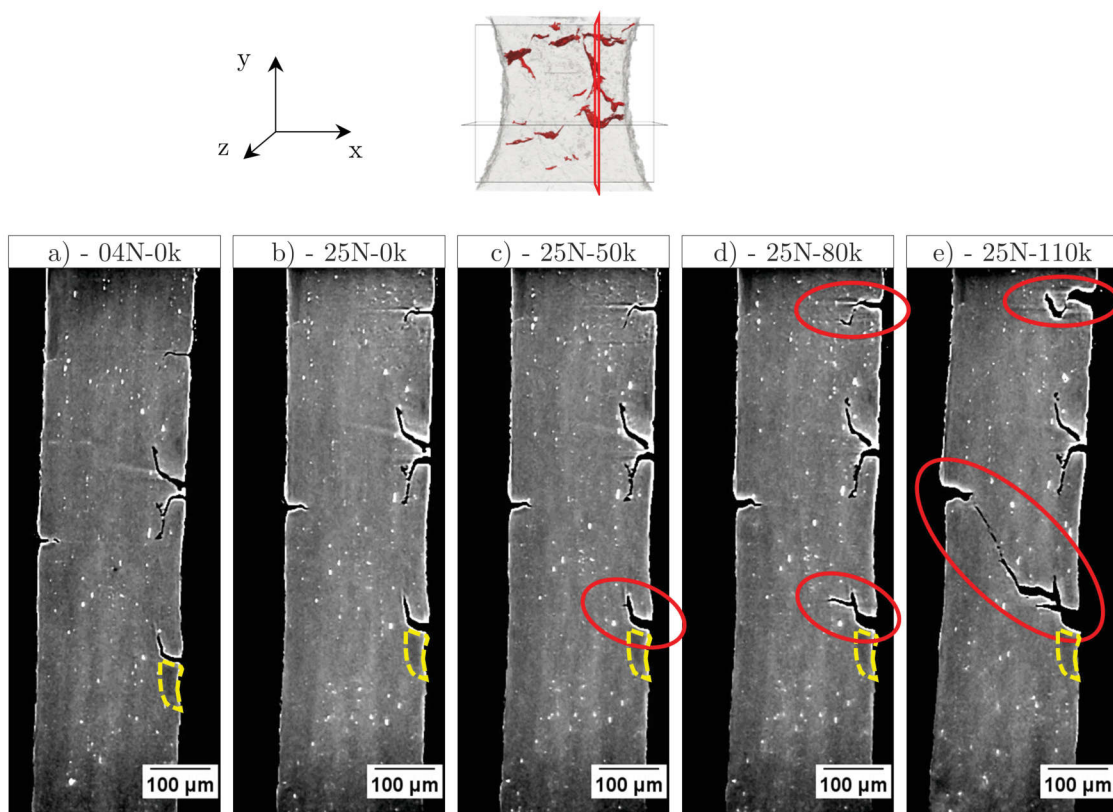 y
z
x
a) - 04N-0k
b) - 25N-0k
c) - 25N-50k
d) - 25N-80k
e) - 25N-110k
100 µm
100 µm
100 µm
100 µm
100 µm